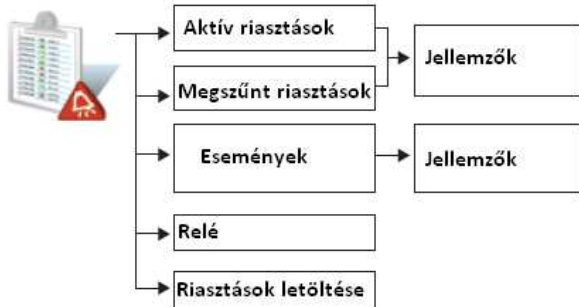 Aktív riasztások
Jellemzők
Megszűnt riasztások
Események
Jellemzők
Relé
Riasztások letöltése